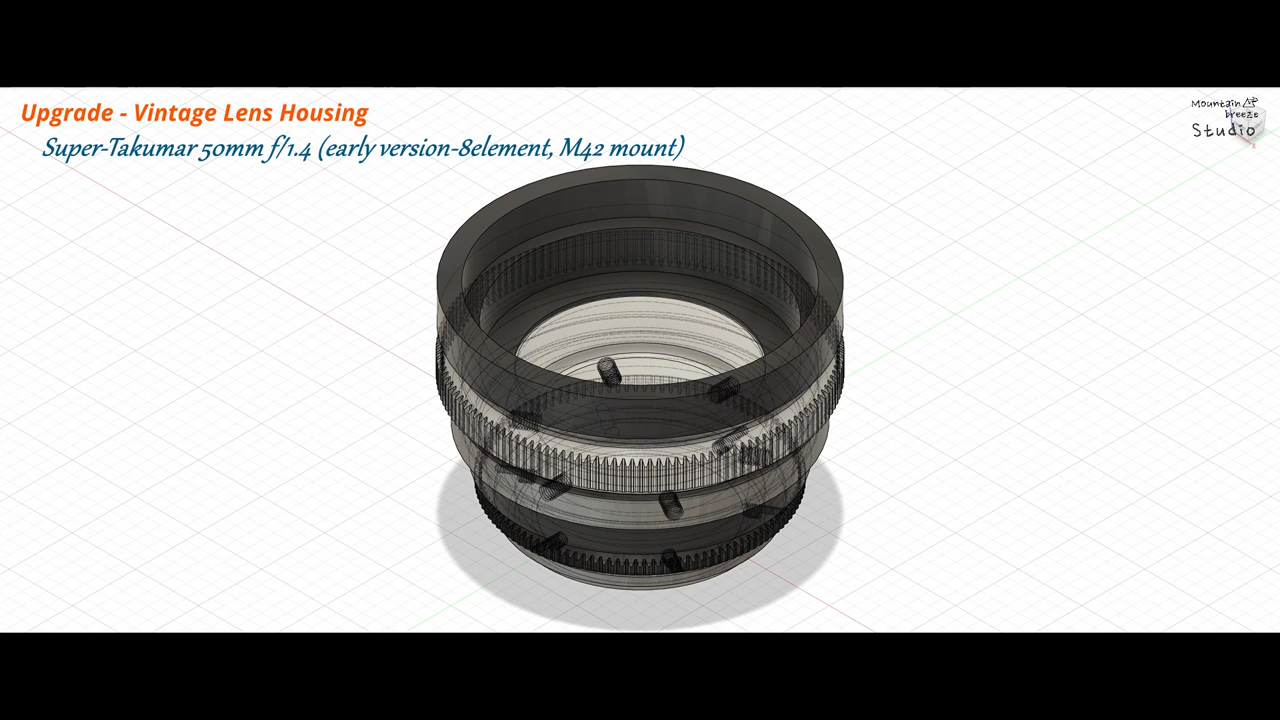 Upgrade - Vintage Lens Housing
Super-Takumar 50mm f/1.4 (early version-8element, M42 mount)
Mountain
breeze
Studio